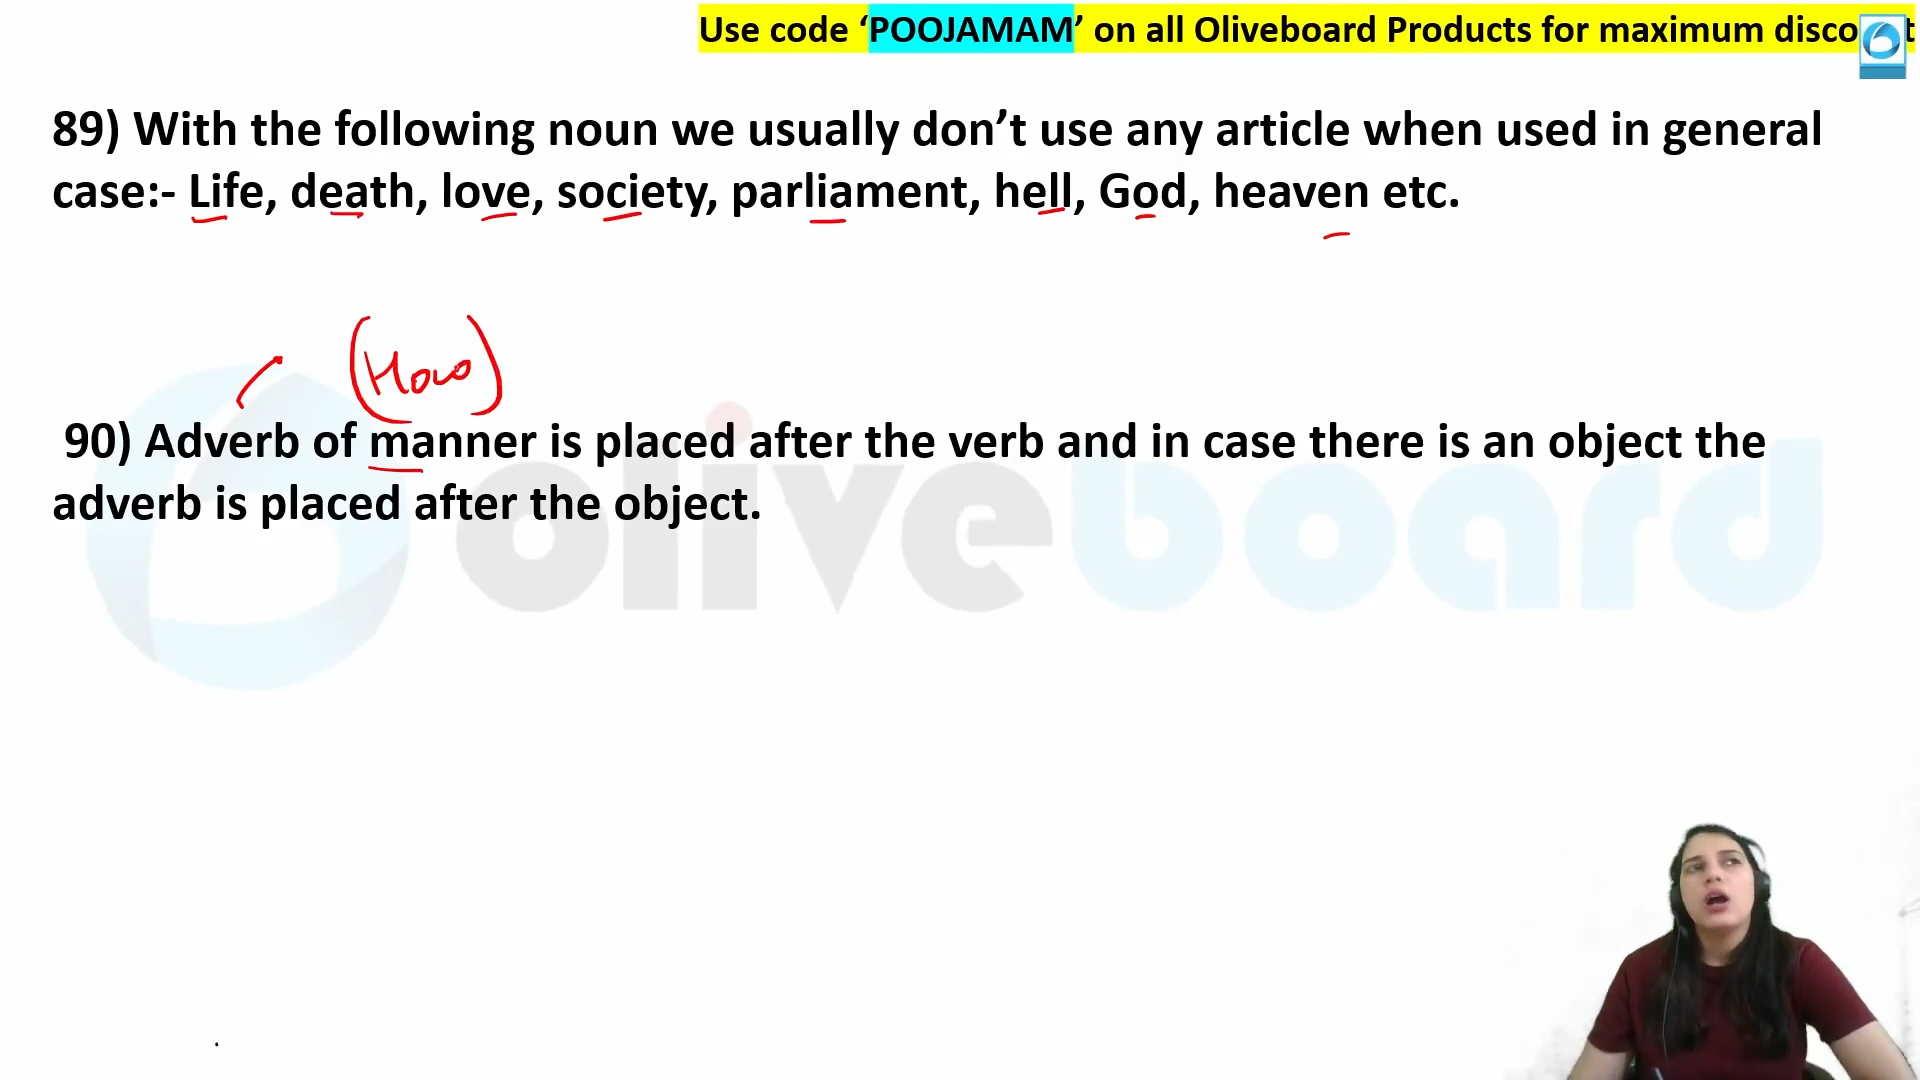 Use code ‘POOJAMAM’ on all Oliveboard Products for maximum disco t
89) With the following noun we usually don’t use any article when used in general
case:- Life, death, love, society, parliament, hell, God, heaven etc.
(How)
90) Adverb of manner is placed after the verb and in case there is an object the
adverb is placed after the object.
oliveboard